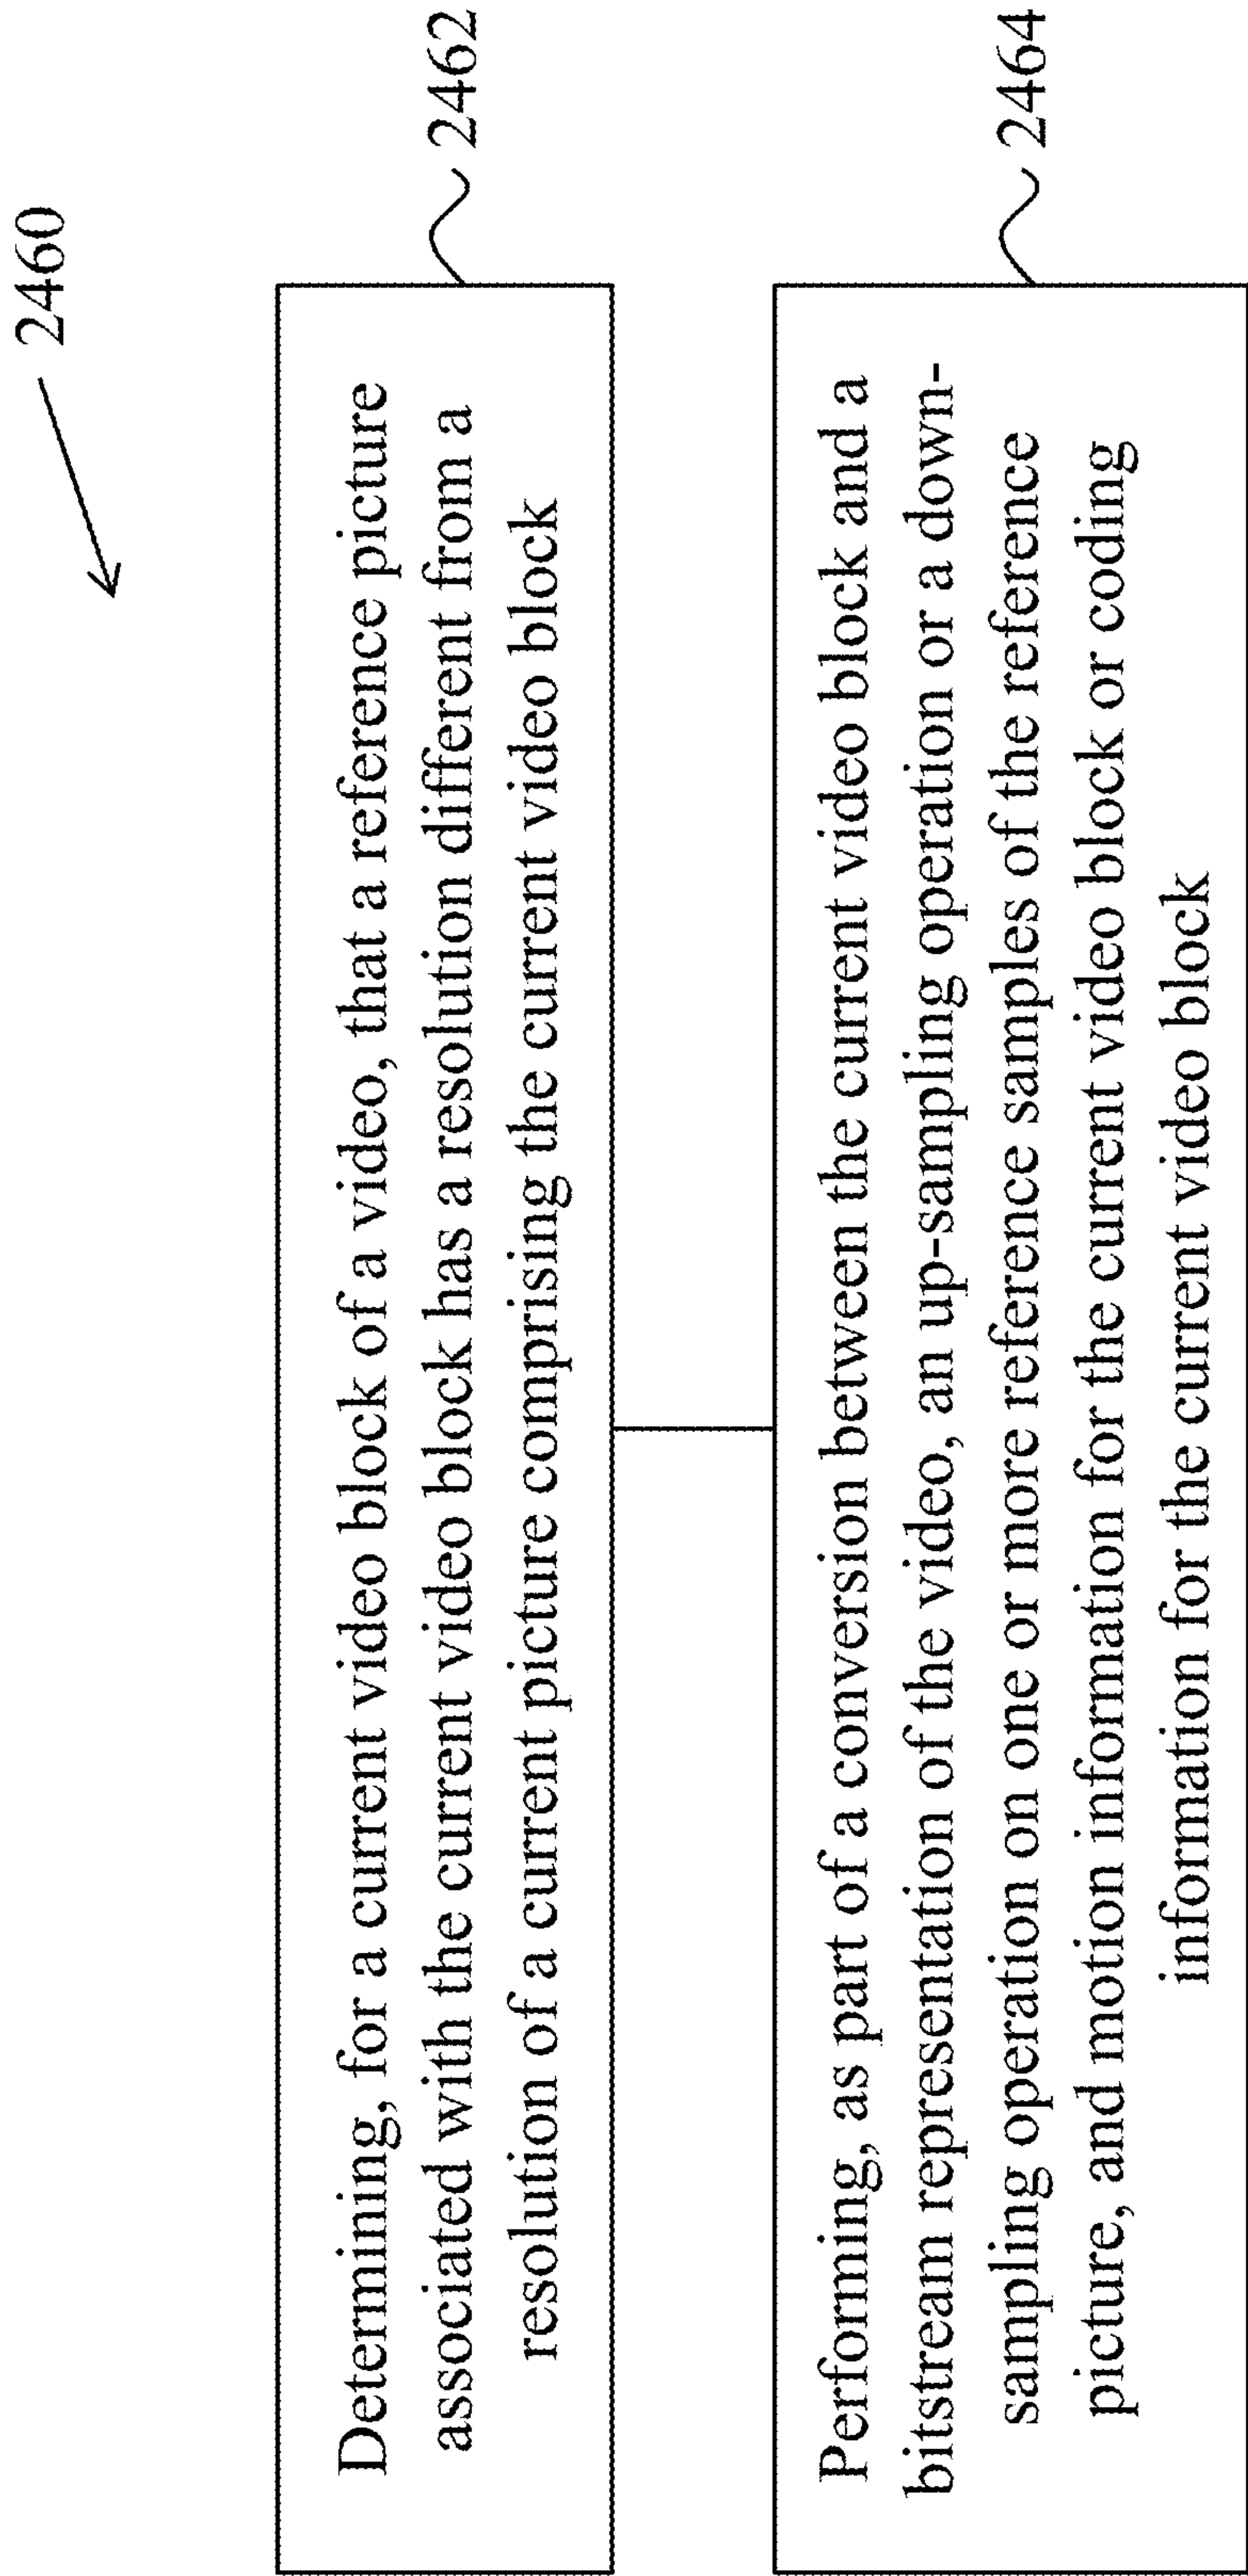 2460
Determining, for a current video block of a video, that a reference picture
associated with the current video block has a resolution different from a
resolution of a current picture comprising the current video block
2462
Performing, as part of a conversion between the current video block and a
bitstream representation of the video, an up-sampling operation or a down-
sampling operation on one or more reference samples of the reference
picture, and motion information for the current video block or coding
information for the current video block
2464